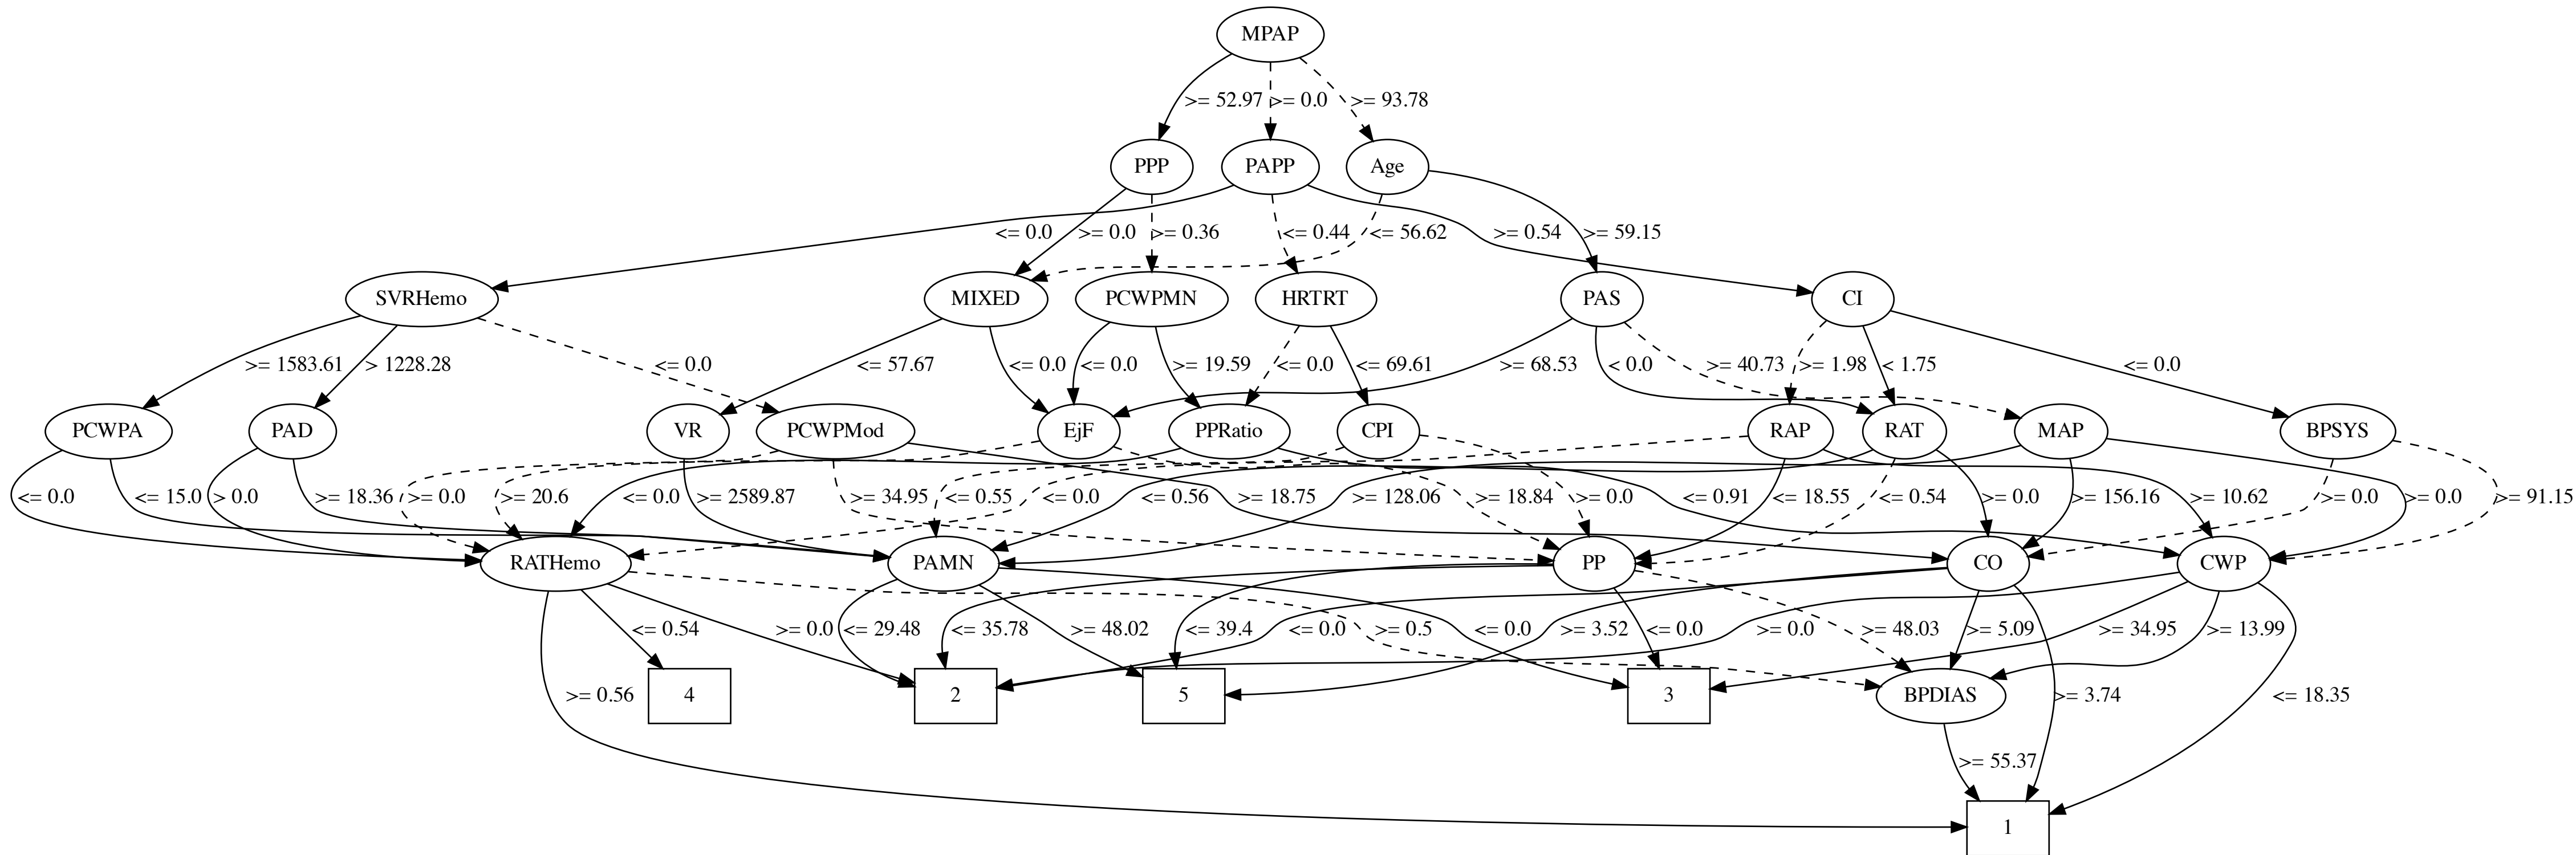 MPAP
>= 52.97 >= 0.0 >= 93.78
PPP PAPP Age
<= 0.0 >= 0.0 >= 0.36 <= 0.44 <= 56.62 >= 0.54 >= 59.15
SVRHemo MIXED PCWPMN HRTRT PAS CI
>= 1583.61 > 1228.28 <= 0.0 <= 57.67 <= 0.0 <= 0.0 >= 19.59 <= 0.0 <= 69.61 >= 68.53 < 0.0 >= 40.73 >= 1.98 < 1.75 <= 0.0
PCWPA PAD VR PCWPMod EjF PPRatio CPI RAP RAT MAP BPSYS
<= 0.0 <= 15.0 > 0.0 >= 18.36 >= 0.0 >= 20.6 <= 0.0 >= 2589.87 >= 34.95 <= 0.55 <= 0.0 <= 0.56 >= 18.75 >= 128.06 >= 18.84 >= 0.0 <= 0.91 <= 18.55 <= 0.54 >= 0.0 >= 156.16 >= 10.62 >= 0.0 >= 0.0 >= 91.15
RATHemo PAMN PP CO CWP
<= 0.54 >= 0.0 <= 29.48 <= 35.78 >= 48.02 <= 39.4 <= 0.0 >= 0.5 <= 0.0 >= 3.52 <= 0.0 >= 0.0 >= 48.03 >= 5.09 >= 34.95 >= 13.99
>= 0.56 4 2 5 3 BPDIAS >= 3.74 <= 18.35
>= 55.37
1